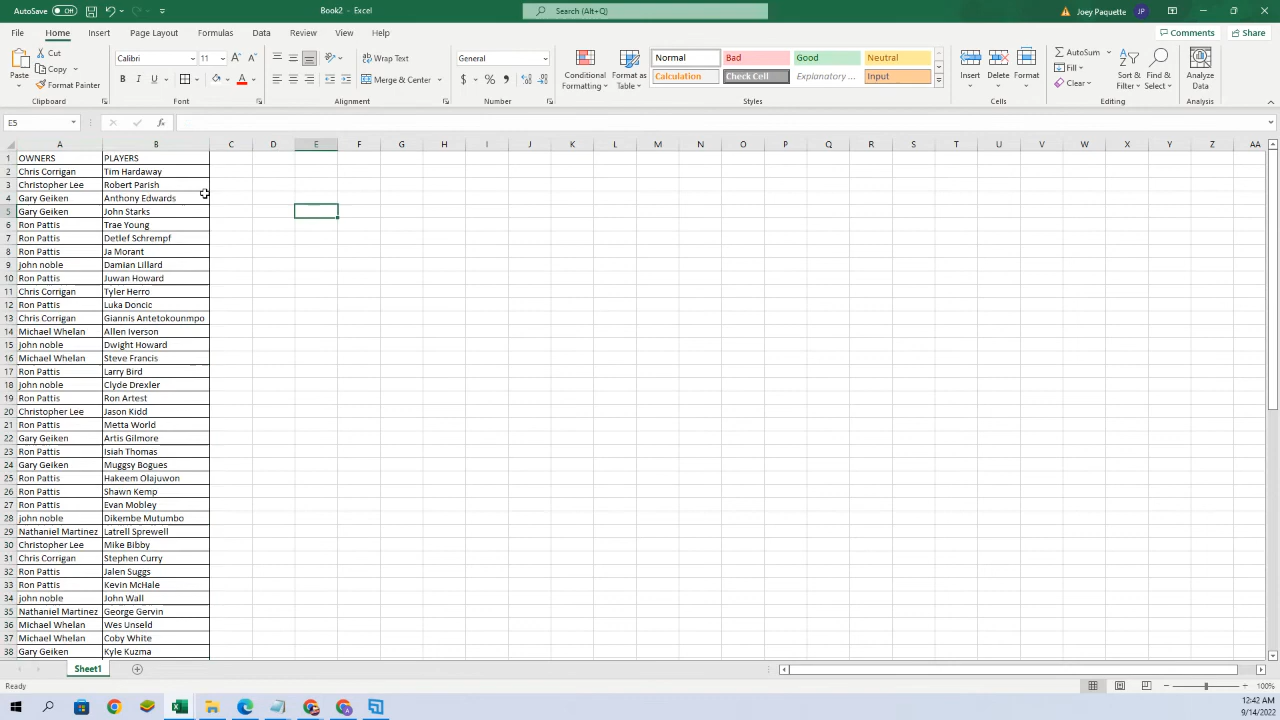 AutoSave Off Book2 - Excel Search (Alt+Q) Joey Paquette JP
File Home Insert Page Layout Formulas Data Review View Help Comments Share
Paste Cut Copy Format Painter Clipboard
Calibri 11 A A B I U A Font
Wrap Text Merge & Center Alignment
General $ % , Number
Conditional Formatting Format as Table
Normal Bad Good Neutral
Calculation Check Cell Explanatory ... Input
Styles
Insert Delete Format Cells
AutoSum Fill Clear Sort & Filter Find & Select Editing
Analyze Data Analysis
E5 fx
A B C D E F G H I J K L M N O P Q R S T U V W X Y Z AA
1 OWNERS PLAYERS
2 Chris Corrigan Tim Hardaway
3 Christopher Lee Robert Parish
4 Gary Geiken Anthony Edwards
5 Gary Geiken John Starks
6 Ron Pattis Trae Young
7 Ron Pattis Detlef Schrempf
8 Ron Pattis Ja Morant
9 john noble Damian Lillard
10 Ron Pattis Juwan Howard
11 Chris Corrigan Tyler Herro
12 Ron Pattis Luka Doncic
13 Chris Corrigan Giannis Antetokounmpo
14 Michael Whelan Allen Iverson
15 john noble Dwight Howard
16 Michael Whelan Steve Francis
17 Ron Pattis Larry Bird
18 john noble Clyde Drexler
19 Ron Pattis Ron Artest
20 Christopher Lee Jason Kidd
21 Ron Pattis Metta World
22 Gary Geiken Artis Gilmore
23 Ron Pattis Isiah Thomas
24 Gary Geiken Muggsy Bogues
25 Ron Pattis Hakeem Olajuwon
26 Ron Pattis Shawn Kemp
27 Ron Pattis Evan Mobley
28 john noble Dikembe Mutumbo
29 Nathaniel Martinez Latrell Sprewell
30 Christopher Lee Mike Bibby
31 Chris Corrigan Stephen Curry
32 Ron Pattis Jalen Suggs
33 Ron Pattis Kevin McHale
34 john noble John Wall
35 Nathaniel Martinez George Gervin
36 Michael Whelan Wes Unseld
37 Michael Whelan Coby White
38 Gary Geiken Kyle Kuzma
Sheet1
Ready 100%
12:42 AM
9/14/2022